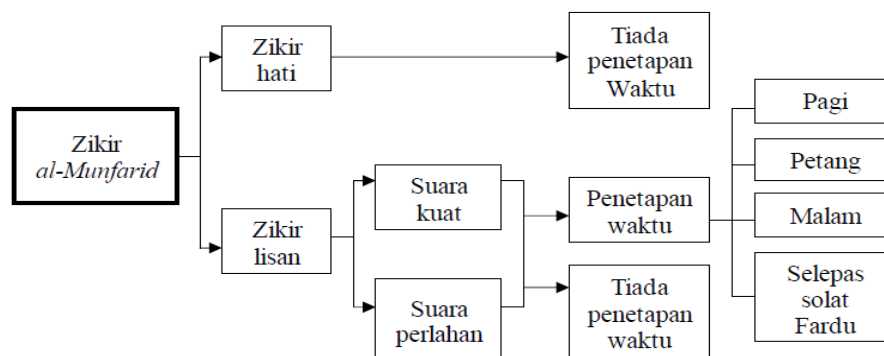 Zikir
al-Munfarid
Zikir
hati
Tiada
penetapan
Waktu
Zikir
lisan
Suara
kuat
Suara
perlahan
Penetapan
waktu
Tiada
penetapan
waktu
Pagi
Petang
Malam
Selepas
solat
Fardu